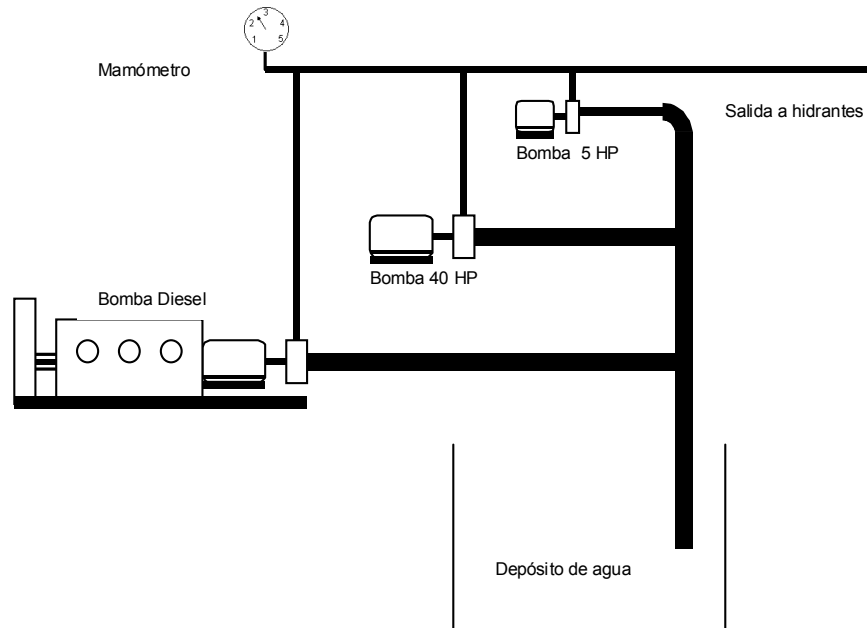 3
2 4
1 5
Mamómetro
Salida a hidrantes
Bomba 5 HP
Bomba 40 HP
Bomba Diesel
Depósito de agua